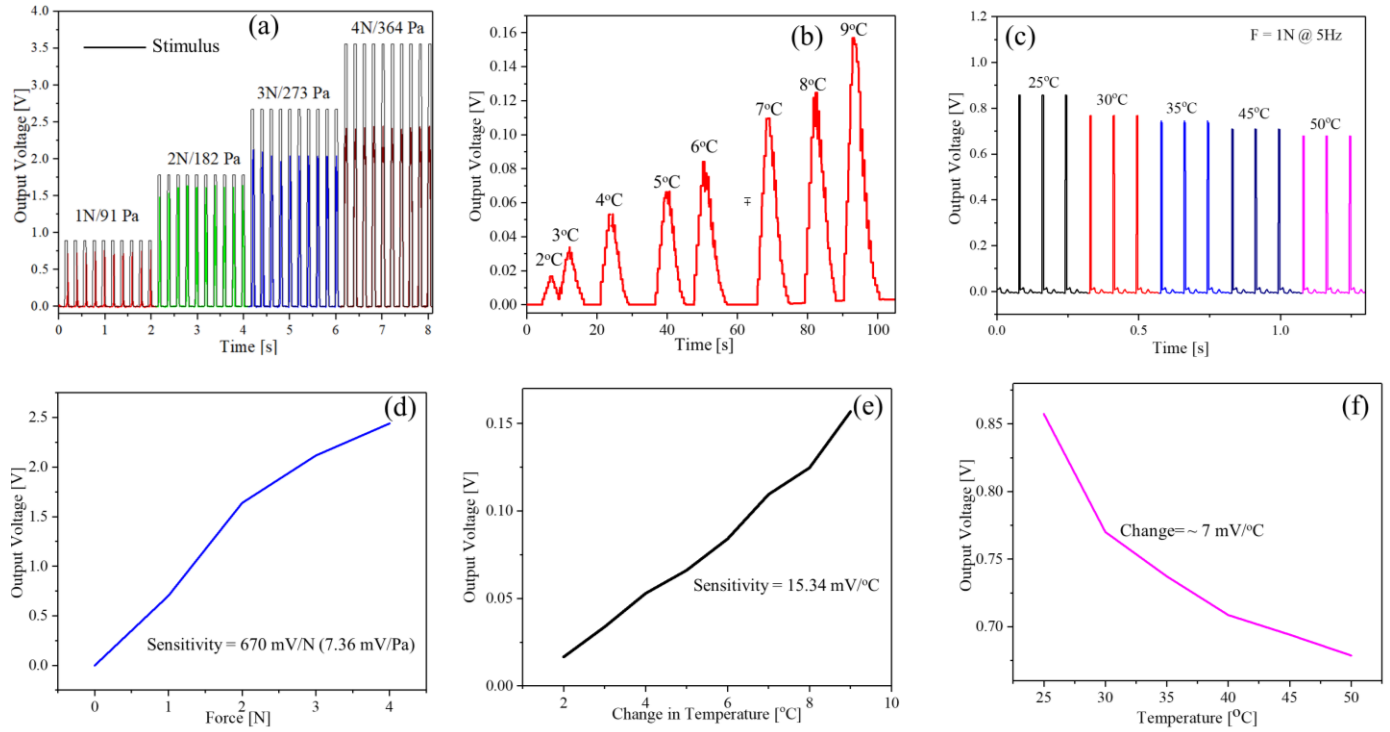 (a)
Stimulus
1N/91 Pa
2N/182 Pa
3N/273 Pa
4N/364 Pa
Output Voltage [V]
0.0
0.5
1.0
1.5
2.0
2.5
3.0
3.5
4.0
0 1 2 3 4 5 6 7 8
Time [s]
(b)
2°C
3°C
4°C
5°C
6°C
7°C
8°C
9°C
Output Voltage [V]
0.00
0.02
0.04
0.06
0.08
0.10
0.12
0.14
0.16
0 20 40 60 80 100
Time [s]
(c)
F = 1N @ 5Hz
25°C
30°C
35°C
45°C
50°C
Output Voltage [V]
0.0
0.2
0.4
0.6
0.8
1.0
1.2
0.0 0.5 1.0
Time [s]
(d)
Sensitivity = 670 mV/N (7.36 mV/Pa)
Output Voltage [V]
0.0
0.5
1.0
1.5
2.0
2.5
0 1 2 3 4
Force [N]
(e)
Sensitivity = 15.34 mV/°C
Output Voltage [V]
0.00
0.05
0.10
0.15
2 4 6 8 10
Change in Temperature [°C]
(f)
Change= ~ 7 mV/°C
Output Voltage [V]
0.70
0.75
0.80
0.85
25 30 35 40 45 50
Temperature [°C]